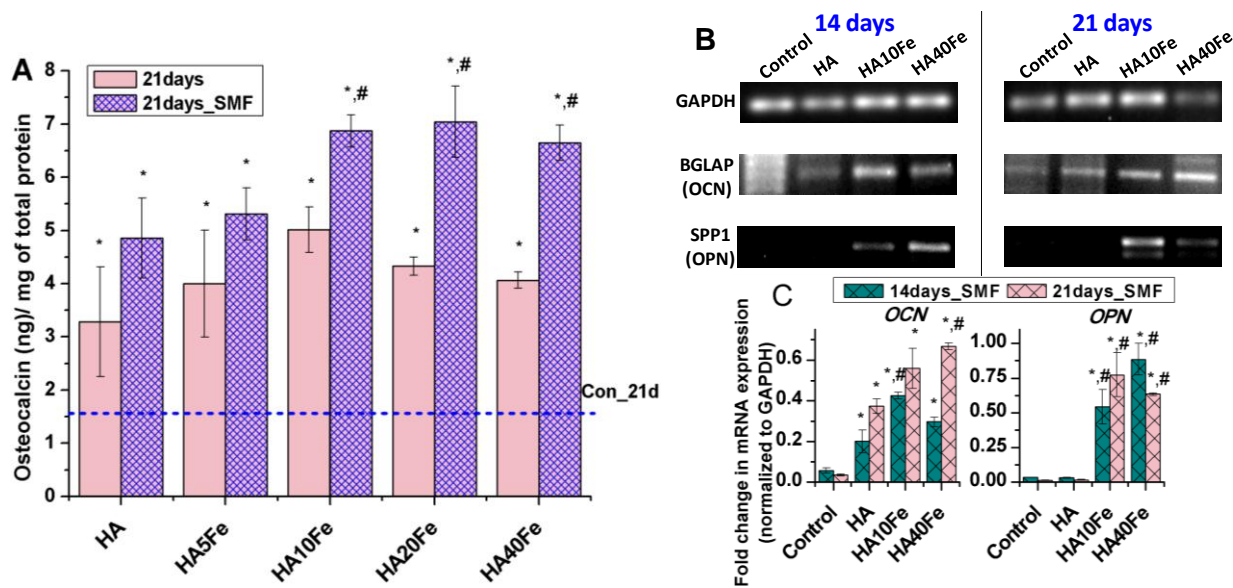 A
Osteocalcin (ng)/ mg of total protein
8
7
6
5
4
3
2
1
0
21days
21days_SMF
*
*
*
*
*
*,#
*
*,#
*
*,#
Con_21d
HA
HA5Fe
HA10Fe
HA20Fe
HA40Fe
B
14 days
21 days
Control
HA
HA10Fe
HA40Fe
Control
HA
HA10Fe
HA40Fe
GAPDH
BGLAP
(OCN)
SPP1
(OPN)
C
14days_SMF
21days_SMF
Fold change in mRNA expression
(normalized to GAPDH)
OCN
0.6
0.4
0.2
0.0
*
*
*,#
*
*
*,#
Control
HA
HA10Fe
HA40Fe
OPN
1.00
0.75
0.50
0.25
0.00
*,#
*,#
*,#
*,#
Control
HA
HA10Fe
HA40Fe